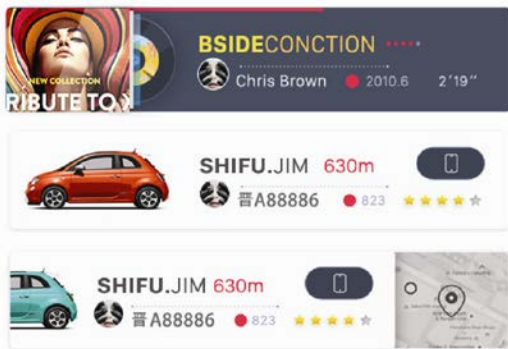 BSIDECONCTION
NEW COLLECTION
RIBUTE TO
Chris Brown 2010.6 2'19"
SHIFU.JIM 630m
晋A88886 823
SHIFU.JIM 630m
晋A88886 823